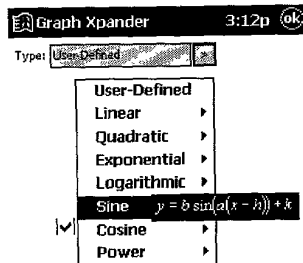 Graph Xpander 3:12p ok
Type: User-Defined
User-Defined
Linear
Quadratic
Exponential
Logarithmic
Sine y = b sin(a(x − h)) + k
Cosine
Power